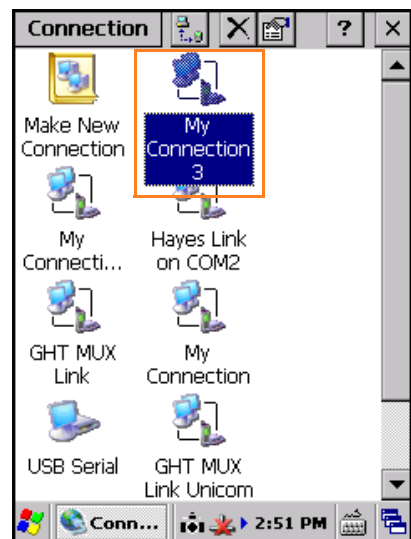 Connection
?
Make New
Connection
My
Connection
3
My
Connecti...
Hayes Link
on COM2
GHT MUX
Link
My
Connection
USB Serial
GHT MUX
Link Unicom
Conn...
2:51 PM